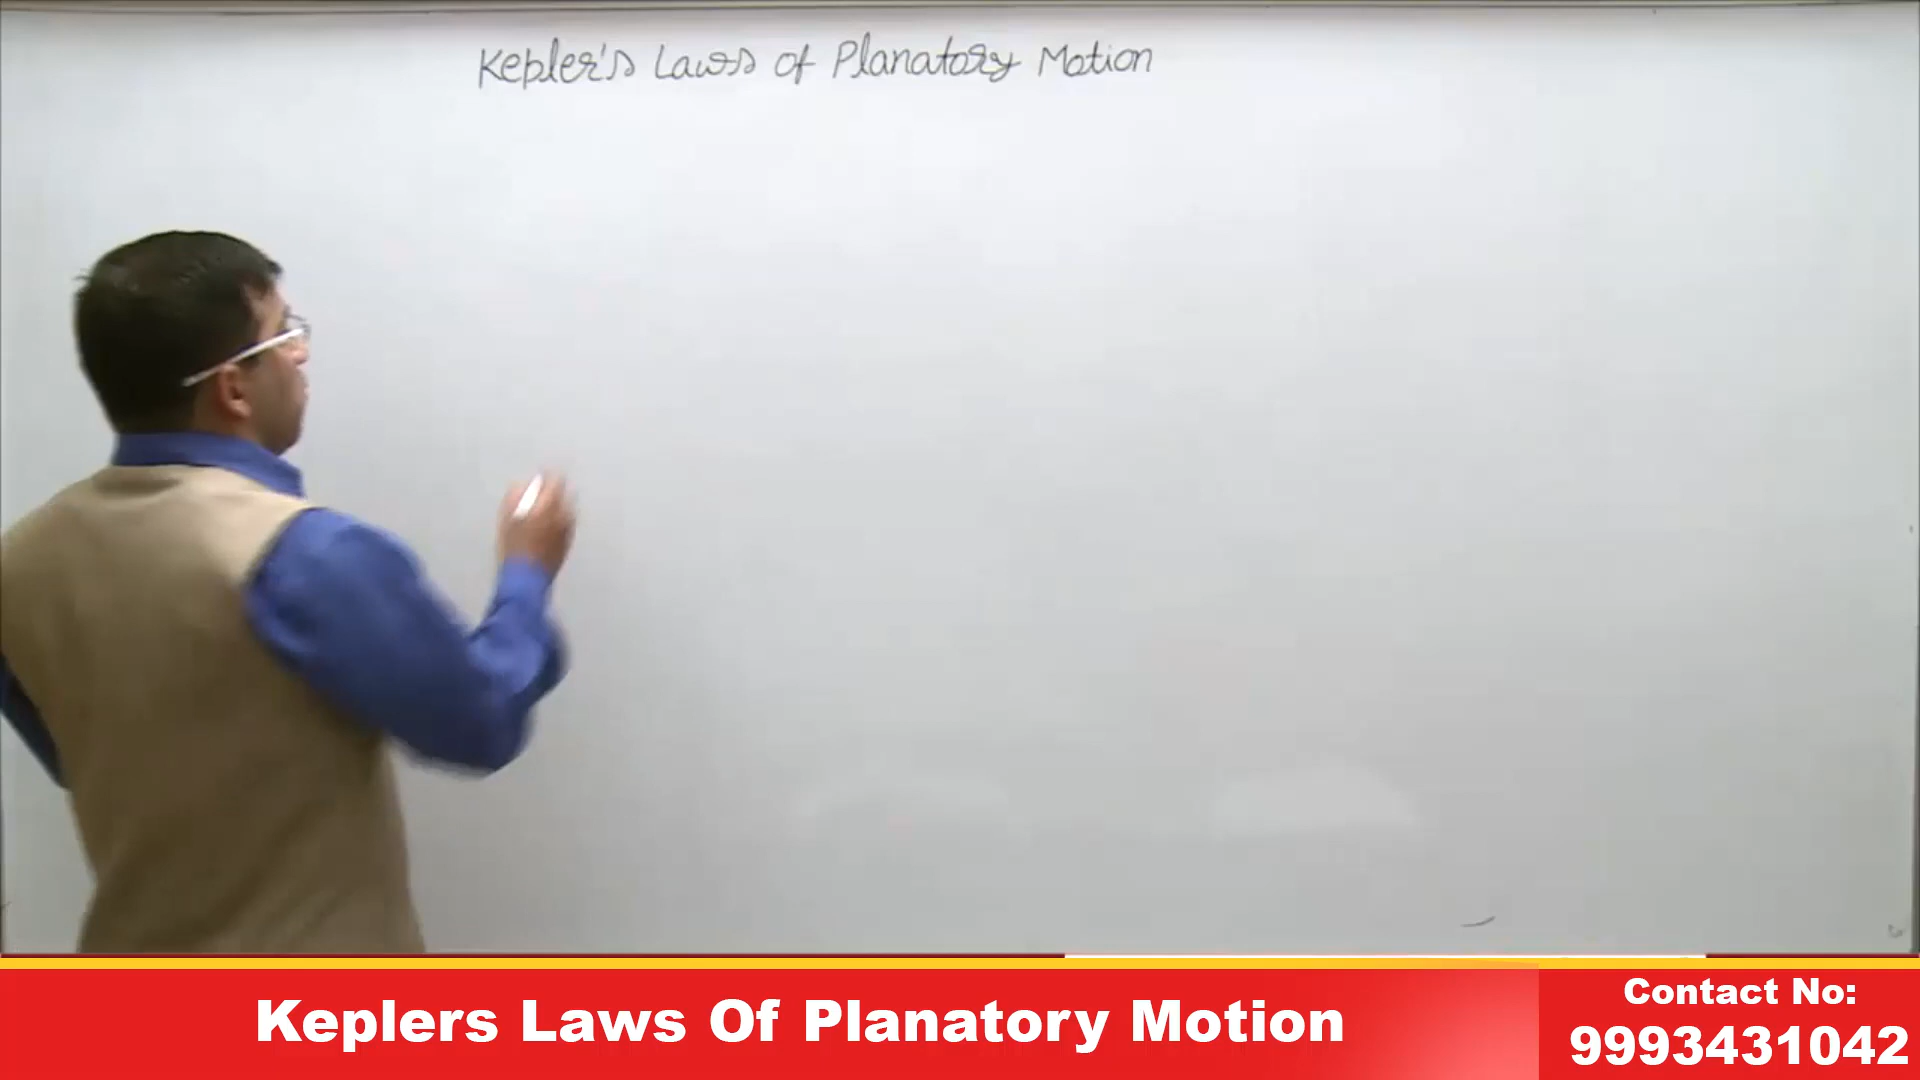 Kepler's Laws of Planatory Motion
Keplers Laws Of Planatory Motion
Contact No:
9993431042